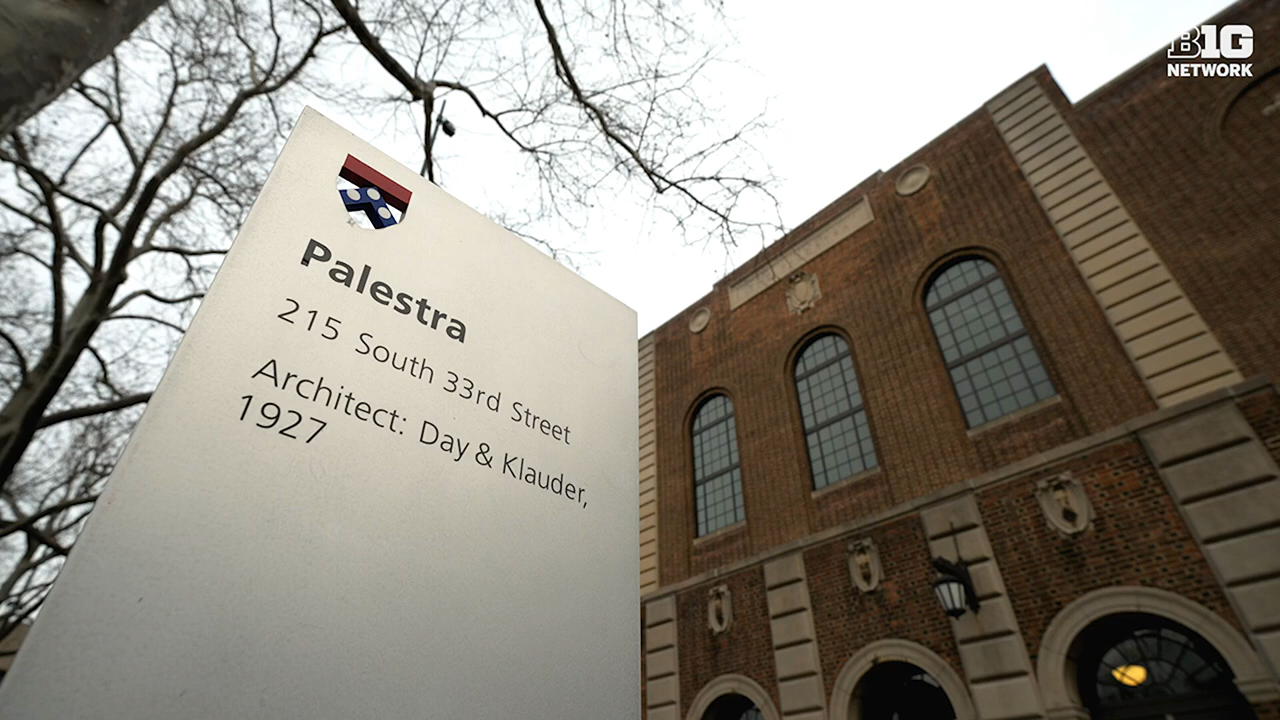 B1G
NETWORK
Palestra
215 South 33rd Street
Architect: Day & Klauder,
1927